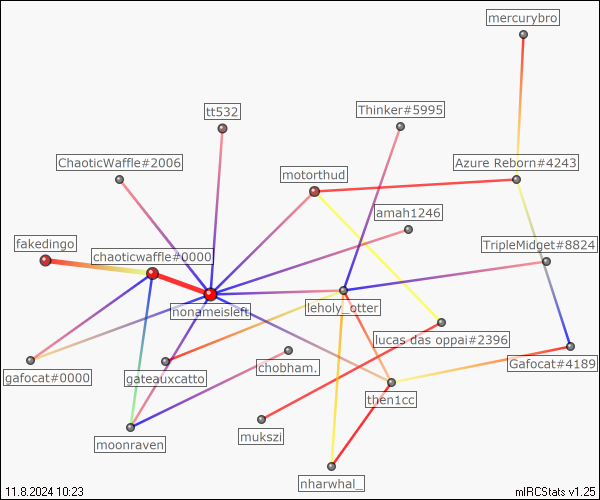 mercurybro
tt532
Thinker#5995
ChaoticWaffle#2006
Azure Reborn#4243
motorthud
amah1246
fakedingo
TripleMidget#8824
chaoticwaffle#0000
nonameisleft
leholy_otter
lucas das oppai#2396
gafocat#0000
gateauxcatto
chobham.
Gafocat#4189
then1cc
mukszi
moonraven
nharwhal_
11.8.2024 10:23
mIRCStats v1.25